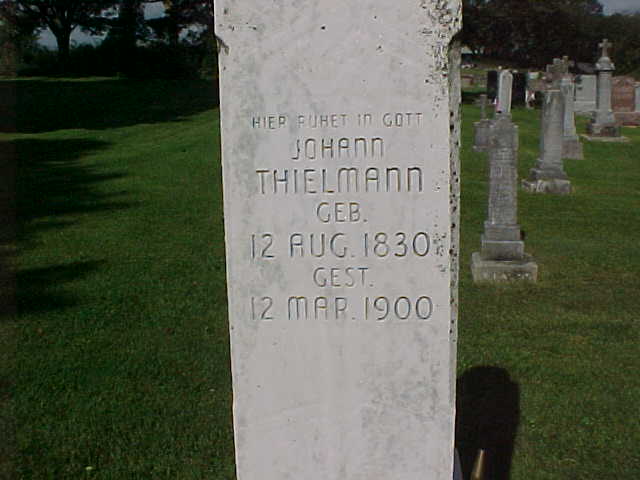 HIER RUHET IN GOTT
JOHANN
THIELMANN
GEB.
12 AUG. 1830
GEST.
12 MAR. 1900